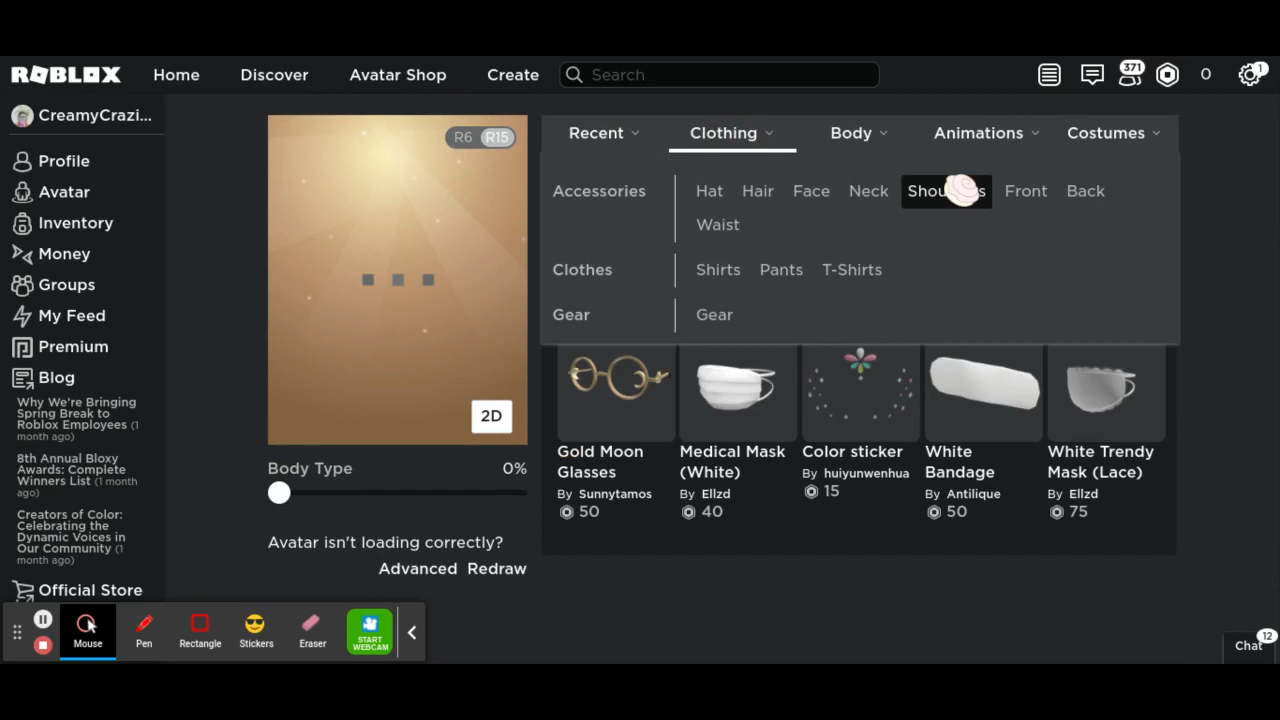 ROBLOX Home Discover Avatar Shop Create Search 371 0 1
CreamyCrazi...
Profile
Avatar
Inventory
Money
Groups
My Feed
Premium
Blog
Why We're Bringing
Spring Break to
Roblox Employees (1
month ago)
8th Annual Bloxy
Awards: Complete
Winners List (1 month
ago)
Creators of Color:
Celebrating the
Dynamic Voices in
Our Community (1
month ago)
Official Store
R6 R15
2D
Body Type 0%
Avatar isn't loading correctly?
Advanced Redraw
Recent Clothing Body Animations Costumes
Accessories Hat Hair Face Neck Front Back
Waist
Clothes Shirts Pants T-Shirts
Gear Gear
Gold Moon
Glasses
By Sunnytamos
50
Medical Mask
(White)
By Ellzd
40
Color sticker
By huiyunwenhua
15
White
Bandage
By Antilique
50
White Trendy
Mask (Lace)
By Ellzd
75
Mouse Pen Rectangle Stickers Eraser START
WEBCAM
Chat 12